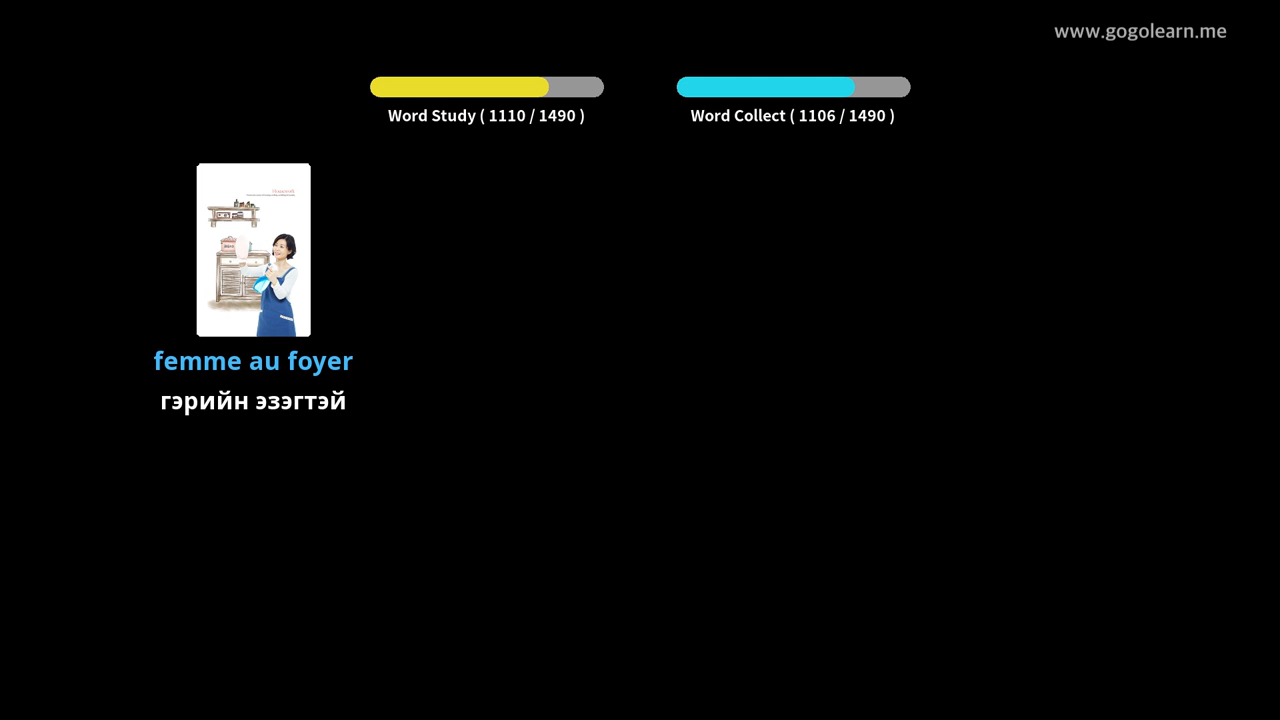 www.gogolearn.me
Word Study ( 1110 / 1490 )
Word Collect ( 1106 / 1490 )
femme au foyer
гэрийн эзэгтэй